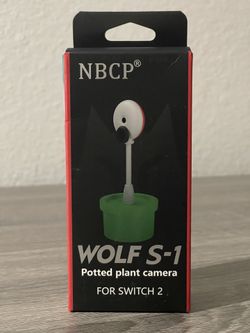 NBCP®
WOLF S-1
Potted plant camera
FOR SWITCH 2